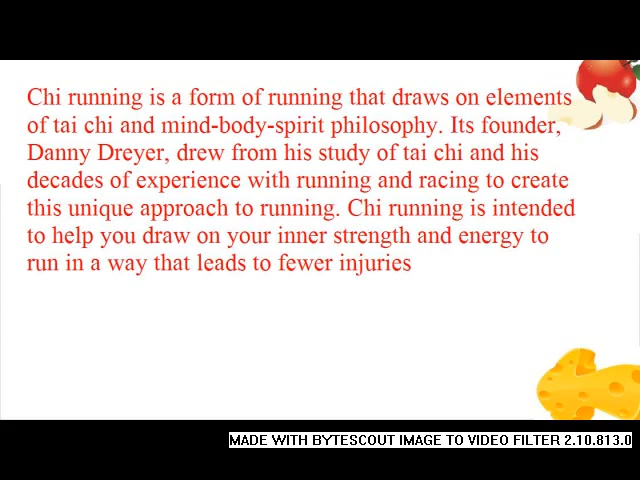 Chi running is a form of running that draws on elements
of tai chi and mind-body-spirit philosophy. Its founder,
Danny Dreyer, drew from his study of tai chi and his
decades of experience with running and racing to create
this unique approach to running. Chi running is intended
to help you draw on your inner strength and energy to
run in a way that leads to fewer injuries
MADE WITH BYTESCOUT IMAGE TO VIDEO FILTER 2.10.813.0